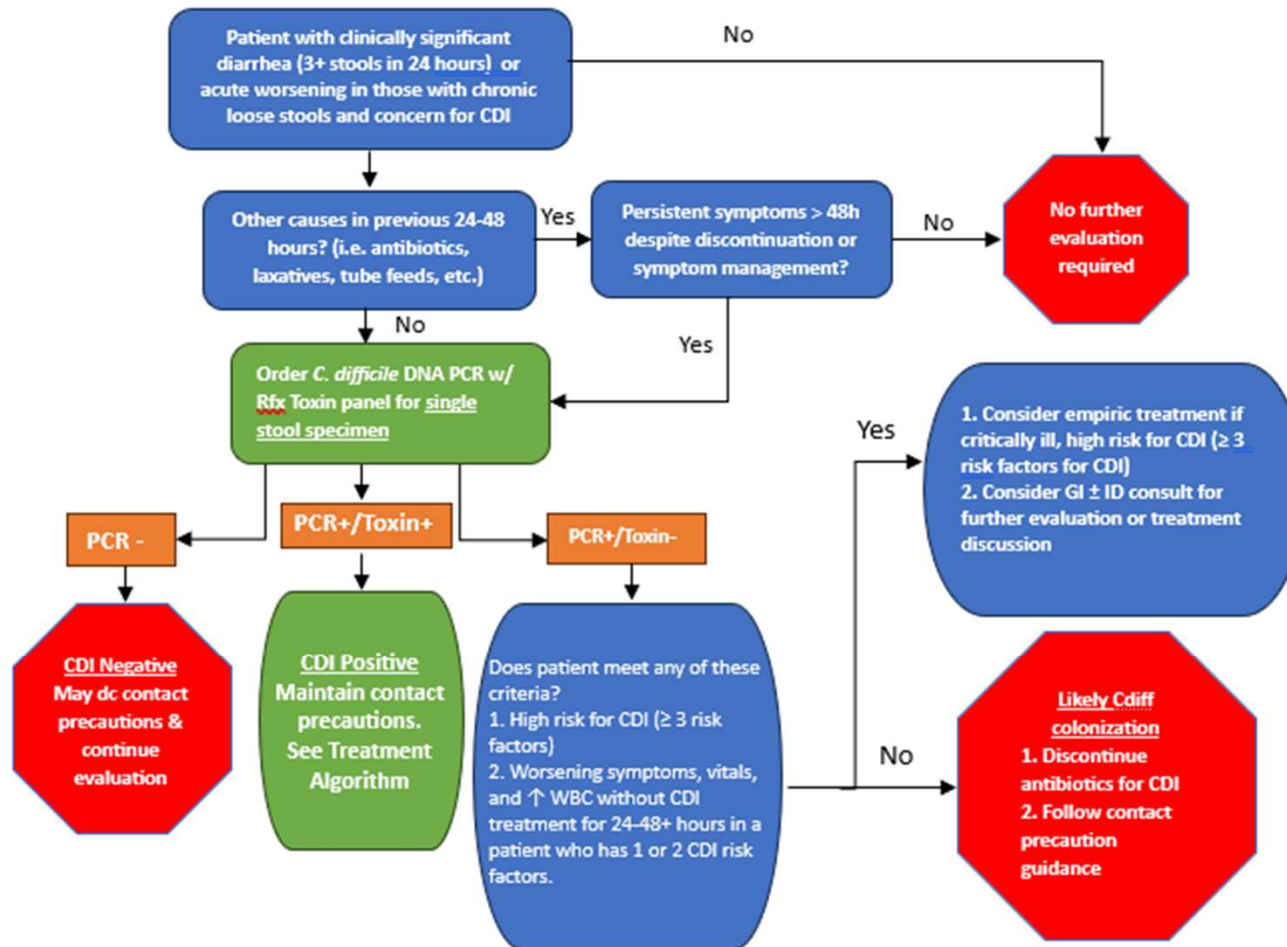 Patient with clinically significant
diarrhea (3+ stools in 24 hours) or
acute worsening in those with chronic
loose stools and concern for CDI
No
Other causes in previous 24-48
hours? (i.e. antibiotics,
laxatives, tube feeds, etc.)
Yes
Persistent symptoms > 48h
despite discontinuation or
symptom management?
No
No further
evaluation
required
No
Yes
Order C. difficile DNA PCR w/
Rfx Toxin panel for single
stool specimen
PCR -
PCR+/Toxin+
PCR+/Toxin-
CDI Negative
May dc contact
precautions &
continue
evaluation
CDI Positive
Maintain contact
precautions.
See Treatment
Algorithm
Does patient meet any of these
criteria?
1. High risk for CDI (≥ 3 risk
factors)
2. Worsening symptoms, vitals,
and ↑ WBC without CDI
treatment for 24-48+ hours in a
patient who has 1 or 2 CDI risk
factors.
Yes
1. Consider empiric treatment if
critically ill, high risk for CDI (≥ 3
risk factors for CDI)
2. Consider GI ± ID consult for
further evaluation or treatment
discussion
No
Likely Cdiff
colonization
1. Discontinue
antibiotics for CDI
2. Follow contact
precaution
guidance